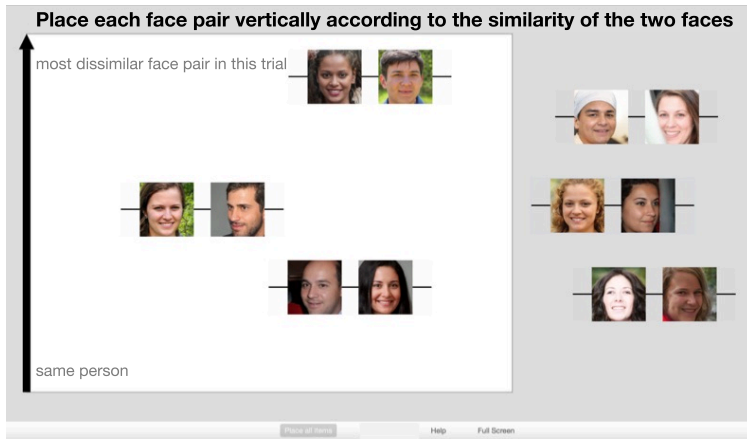 Place each face pair vertically according to the similarity of the two faces
most dissimilar face pair in this trial
same person
Place all items
Help
Full Screen